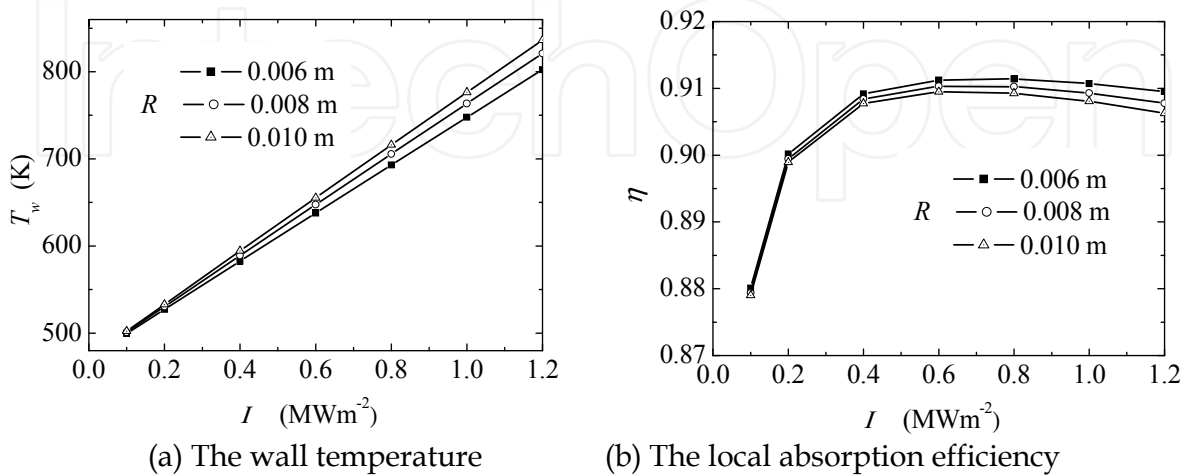 IntechOpen
800
700
600
500
T_w (K)
R
0.006 m
0.008 m
0.010 m
0.0 0.2 0.4 0.6 0.8 1.0 1.2
I (MWm⁻²)
(a) The wall temperature
0.92
0.91
0.90
0.89
0.88
0.87
η
R
0.006 m
0.008 m
0.010 m
0.0 0.2 0.4 0.6 0.8 1.0 1.2
I (MWm⁻²)
(b) The local absorption efficiency